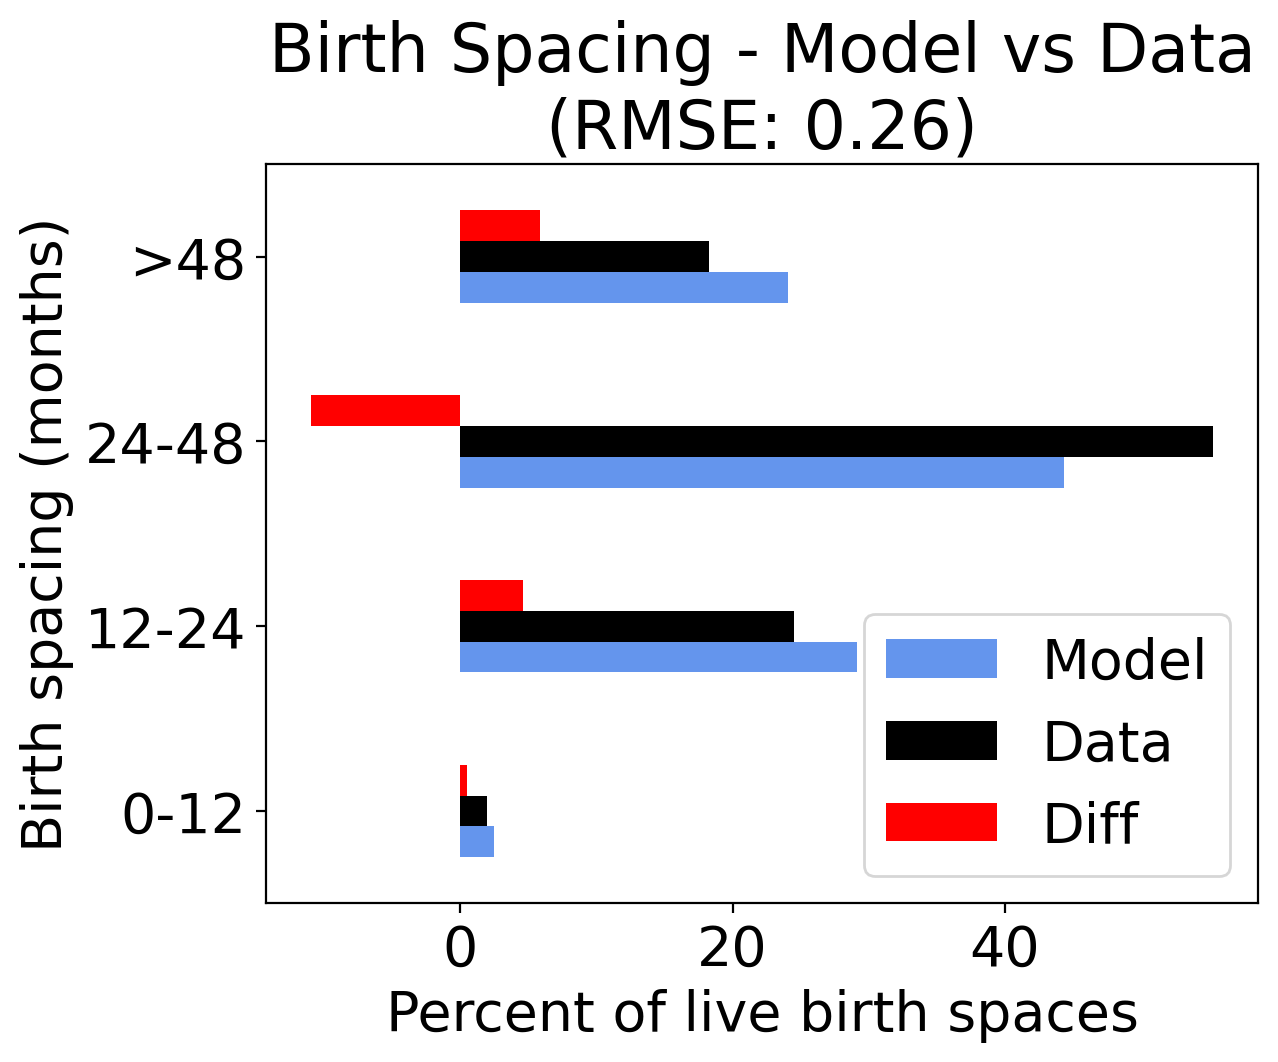 Birth Spacing - Model vs Data
(RMSE: 0.26)
Birth spacing (months)
>48
24-48
12-24
0-12
Model
Data
Diff
0
20
40
Percent of live birth spaces